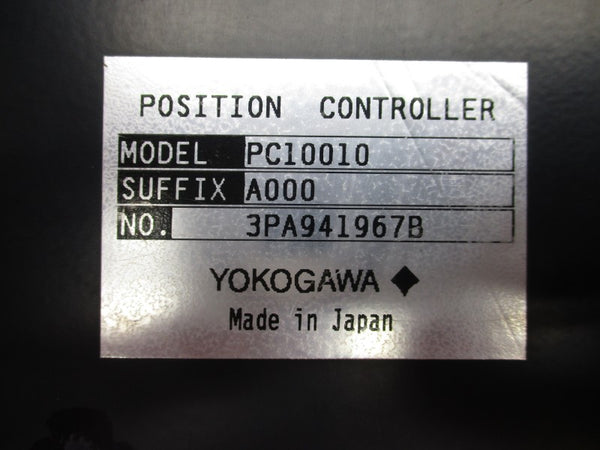 POSITION CONTROLLER
MODEL PC10010
SUFFIX A000
NO. 3PA941967B
YOKOGAWA
Made in Japan